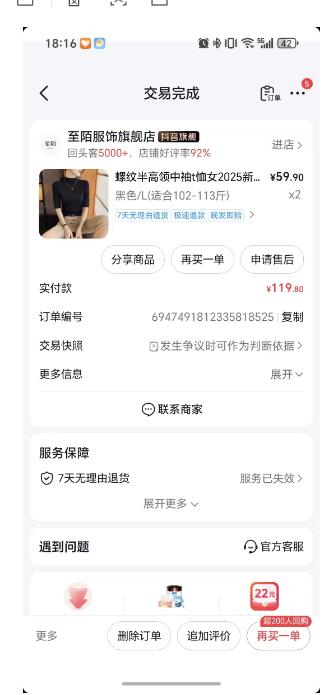 18:16
42
交易完成
订单
5
至陌
至陌服饰旗舰店 抖音旗舰
进店 >
回头客5000+，店铺好评率92%
螺纹半高领中袖t恤女2025新... ¥59.90
黑色/L(适合102-113斤) x2
7天无理由退货 极速退款 晚发即赔 >
分享商品 再买一单 申请售后
实付款 ¥119.80
订单编号 6947491812335818525 | 复制
交易快照 发生争议时可作为判断依据 >
更多信息 展开
联系商家
服务保障
7天无理由退货 服务已失效 >
展开更多
遇到问题 官方客服
22元
超200人回购
更多 删除订单 追加评价 再买一单